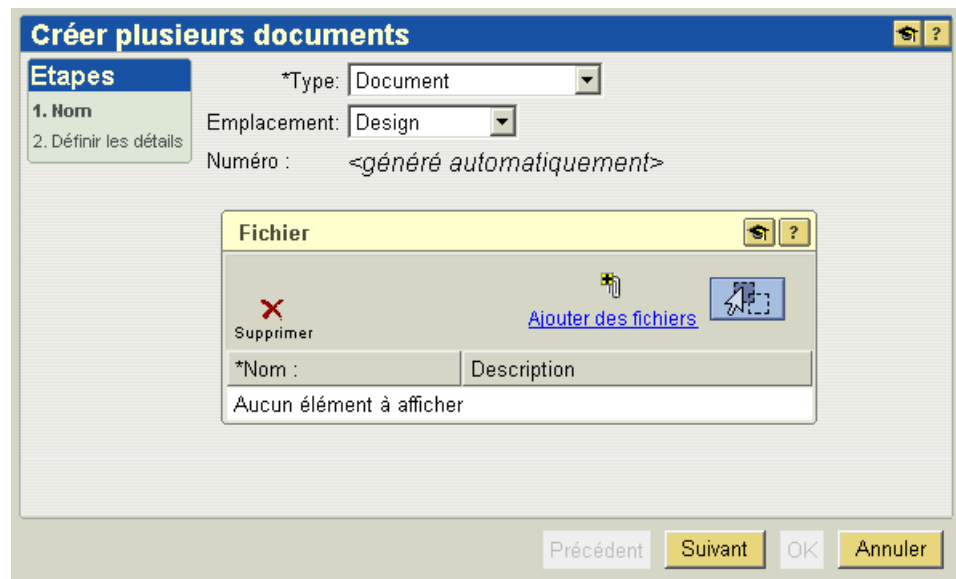 Créer plusieurs documents
?
Etapes
1. Nom
2. Définir les détails
*Type: Document
Emplacement: Design
Numéro : <généré automatiquement>
Fichier
?
Supprimer
Ajouter des fichiers
*Nom : Description
Aucun élément à afficher
Précédent Suivant OK Annuler